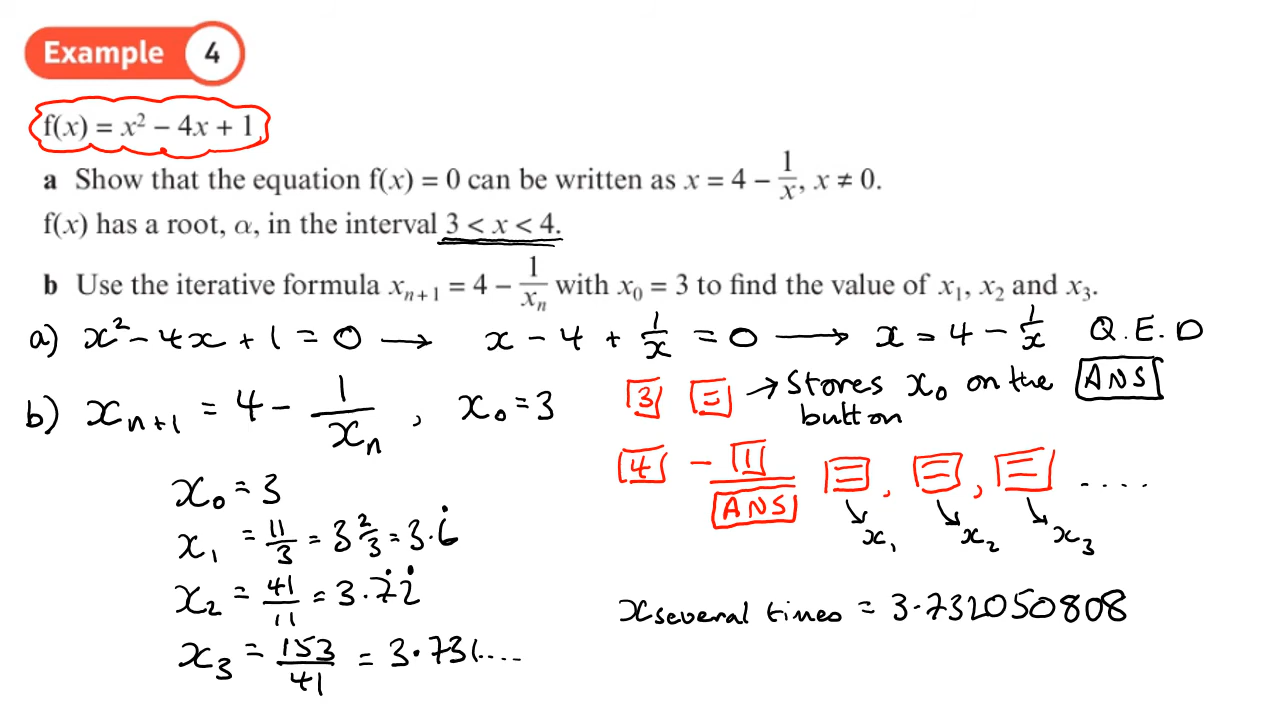 Example 4
f(x) = x² − 4x + 1
a Show that the equation f(x) = 0 can be written as x = 4 − 1/x, x ≠ 0.
f(x) has a root, α, in the interval 3 < x < 4.
b Use the iterative formula xₙ₊₁ = 4 − 1/xₙ with x₀ = 3 to find the value of x₁, x₂ and x₃.
a) x² − 4x + 1 = 0 → x − 4 + 1/x = 0 → x = 4 − 1/x Q.E.D
b) xₙ₊₁ = 4 − 1/xₙ , x₀ = 3
3 = → Stores x₀ on the ANS
button
4 − 1/ANS = , = , = ....
x₁ x₂ x₃
x₀ = 3
x₁ = 11/3 = 3 2/3 = 3.6̇
x₂ = 41/11 = 3.7̇2̇
x₃ = 153/41 = 3.731....
x several times = 3.732050808